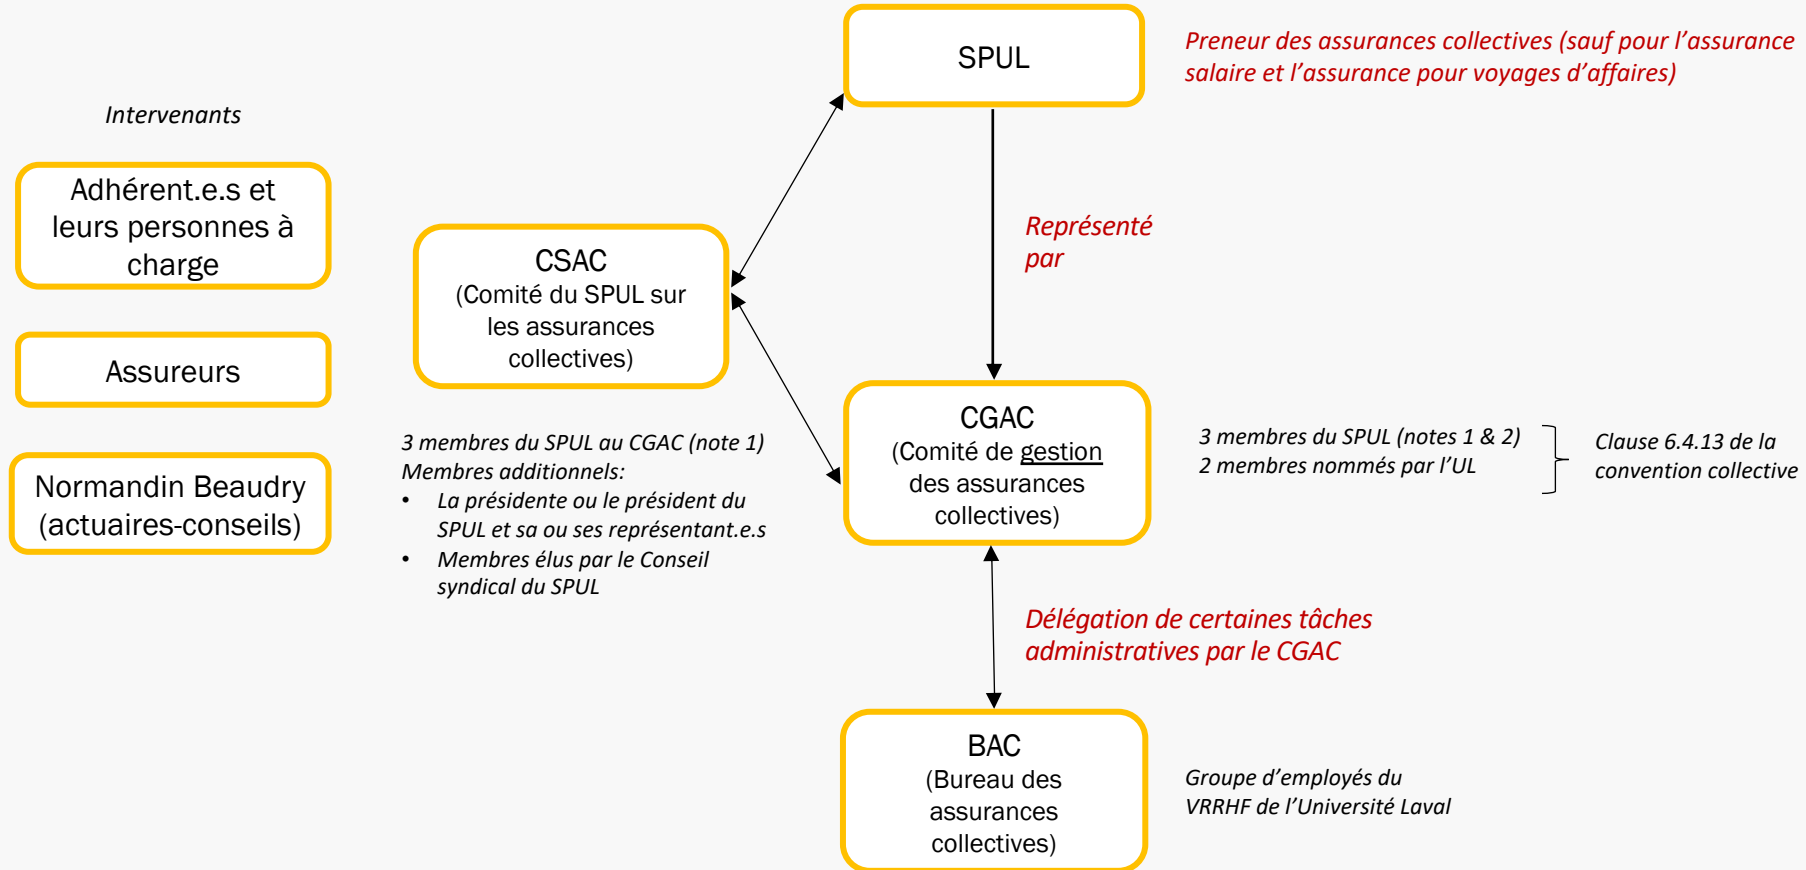 SPUL
Preneur des assurances collectives (sauf pour l’assurance
salaire et l’assurance pour voyages d’affaires)
Intervenants
Adhérent.e.s et
leurs personnes à
charge
Assureurs
Normandin Beaudry
(actuaires-conseils)
CSAC
(Comité du SPUL sur
les assurances
collectives)
3 membres du SPUL au CGAC (note 1)
Membres additionnels:
• La présidente ou le président du
SPUL et sa ou ses représentant.e.s
• Membres élus par le Conseil
syndical du SPUL
Représenté
par
CGAC
(Comité de gestion
des assurances
collectives)
3 membres du SPUL (notes 1 & 2)
2 membres nommés par l’UL
Clause 6.4.13 de la
convention collective
Délégation de certaines tâches
administratives par le CGAC
BAC
(Bureau des
assurances
collectives)
Groupe d’employés du
VRRHF de l’Université Laval